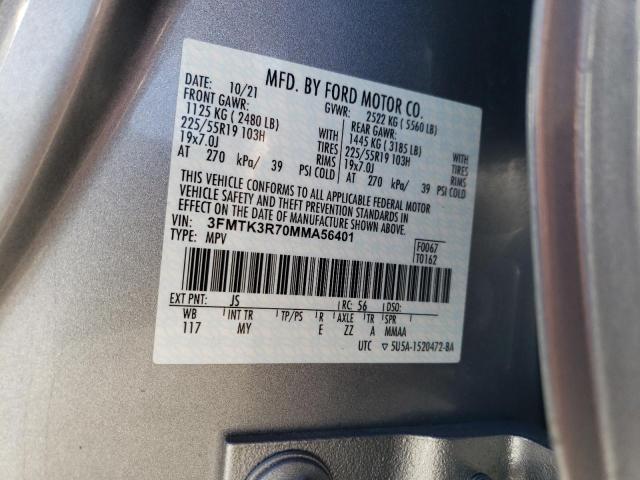 MFD. BY FORD MOTOR CO.
DATE: 10/21 GVWR: 2522 KG ( 5560 LB)
FRONT GAWR: REAR GAWR:
1125 KG ( 2480 LB) 1445 KG ( 3185 LB) WITH
225/55R19 103H WITH TIRES 225/55R19 103H TIRES
19x7.0J RIMS 19x7.0J RIMS
AT 270 kPa/ 39 PSI COLD AT 270 kPa/ 39 PSI COLD
THIS VEHICLE CONFORMS TO ALL APPLICABLE FEDERAL MOTOR
VEHICLE SAFETY AND THEFT PREVENTION STANDARDS IN
EFFECT ON THE DATE OF MANUFACTURE SHOWN ABOVE.
VIN: 3FMTK3R70MMA56401
TYPE: MPV
F0067
T0162
EXT PNT: JS RC: 56 DSO:
WB INT TR TP/PS R AXLE TR SPR
117 MY E ZZ A MMAA
UTC ▽ 5U5A-1520472-BA